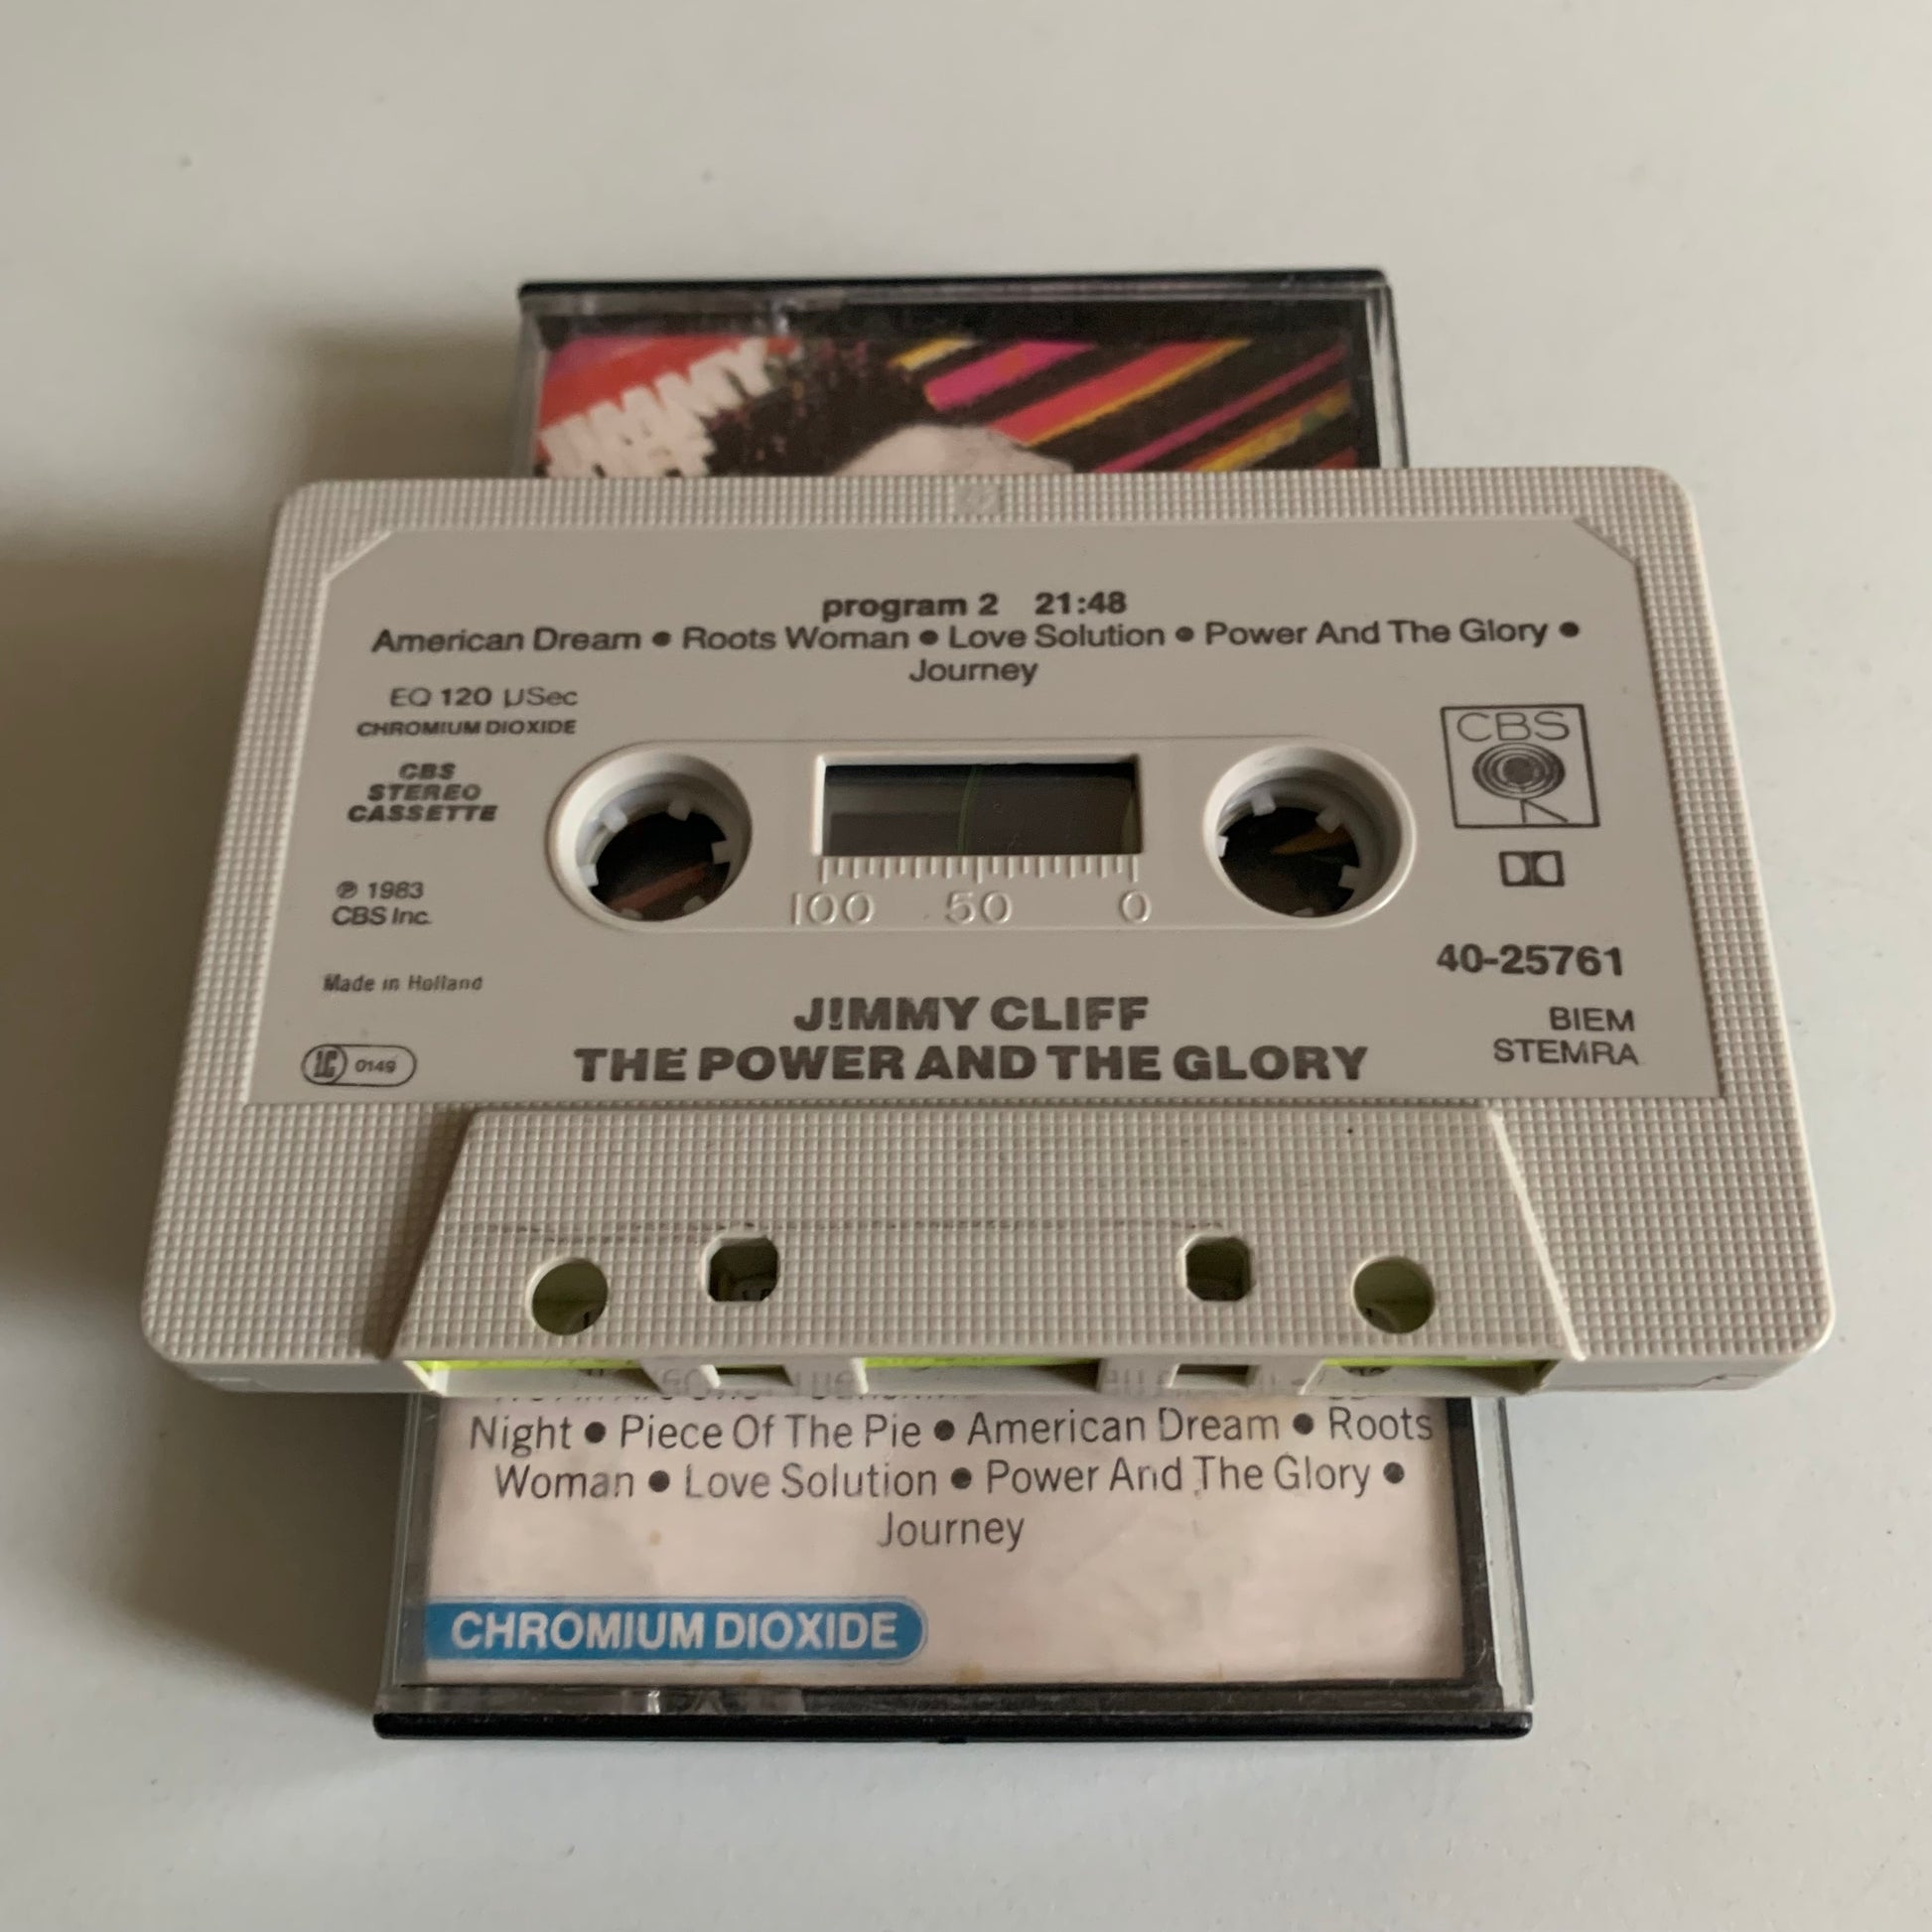 JIMMY
program 2 21:48
American Dream ● Roots Woman ● Love Solution ● Power And The Glory ●
Journey
EQ 120 µSec
CHROMIUM DIOXIDE
CBS
STEREO
CASSETTE
℗ 1983
CBS Inc.
Made in Holland
LC 0149
100 50 0
CBS
40-25761
BIEM
STEMRA
JIMMY CLIFF
THE POWER AND THE GLORY
Night ● Piece Of The Pie ● American Dream ● Roots
Woman ● Love Solution ● Power And The Glory ●
Journey
CHROMIUM DIOXIDE